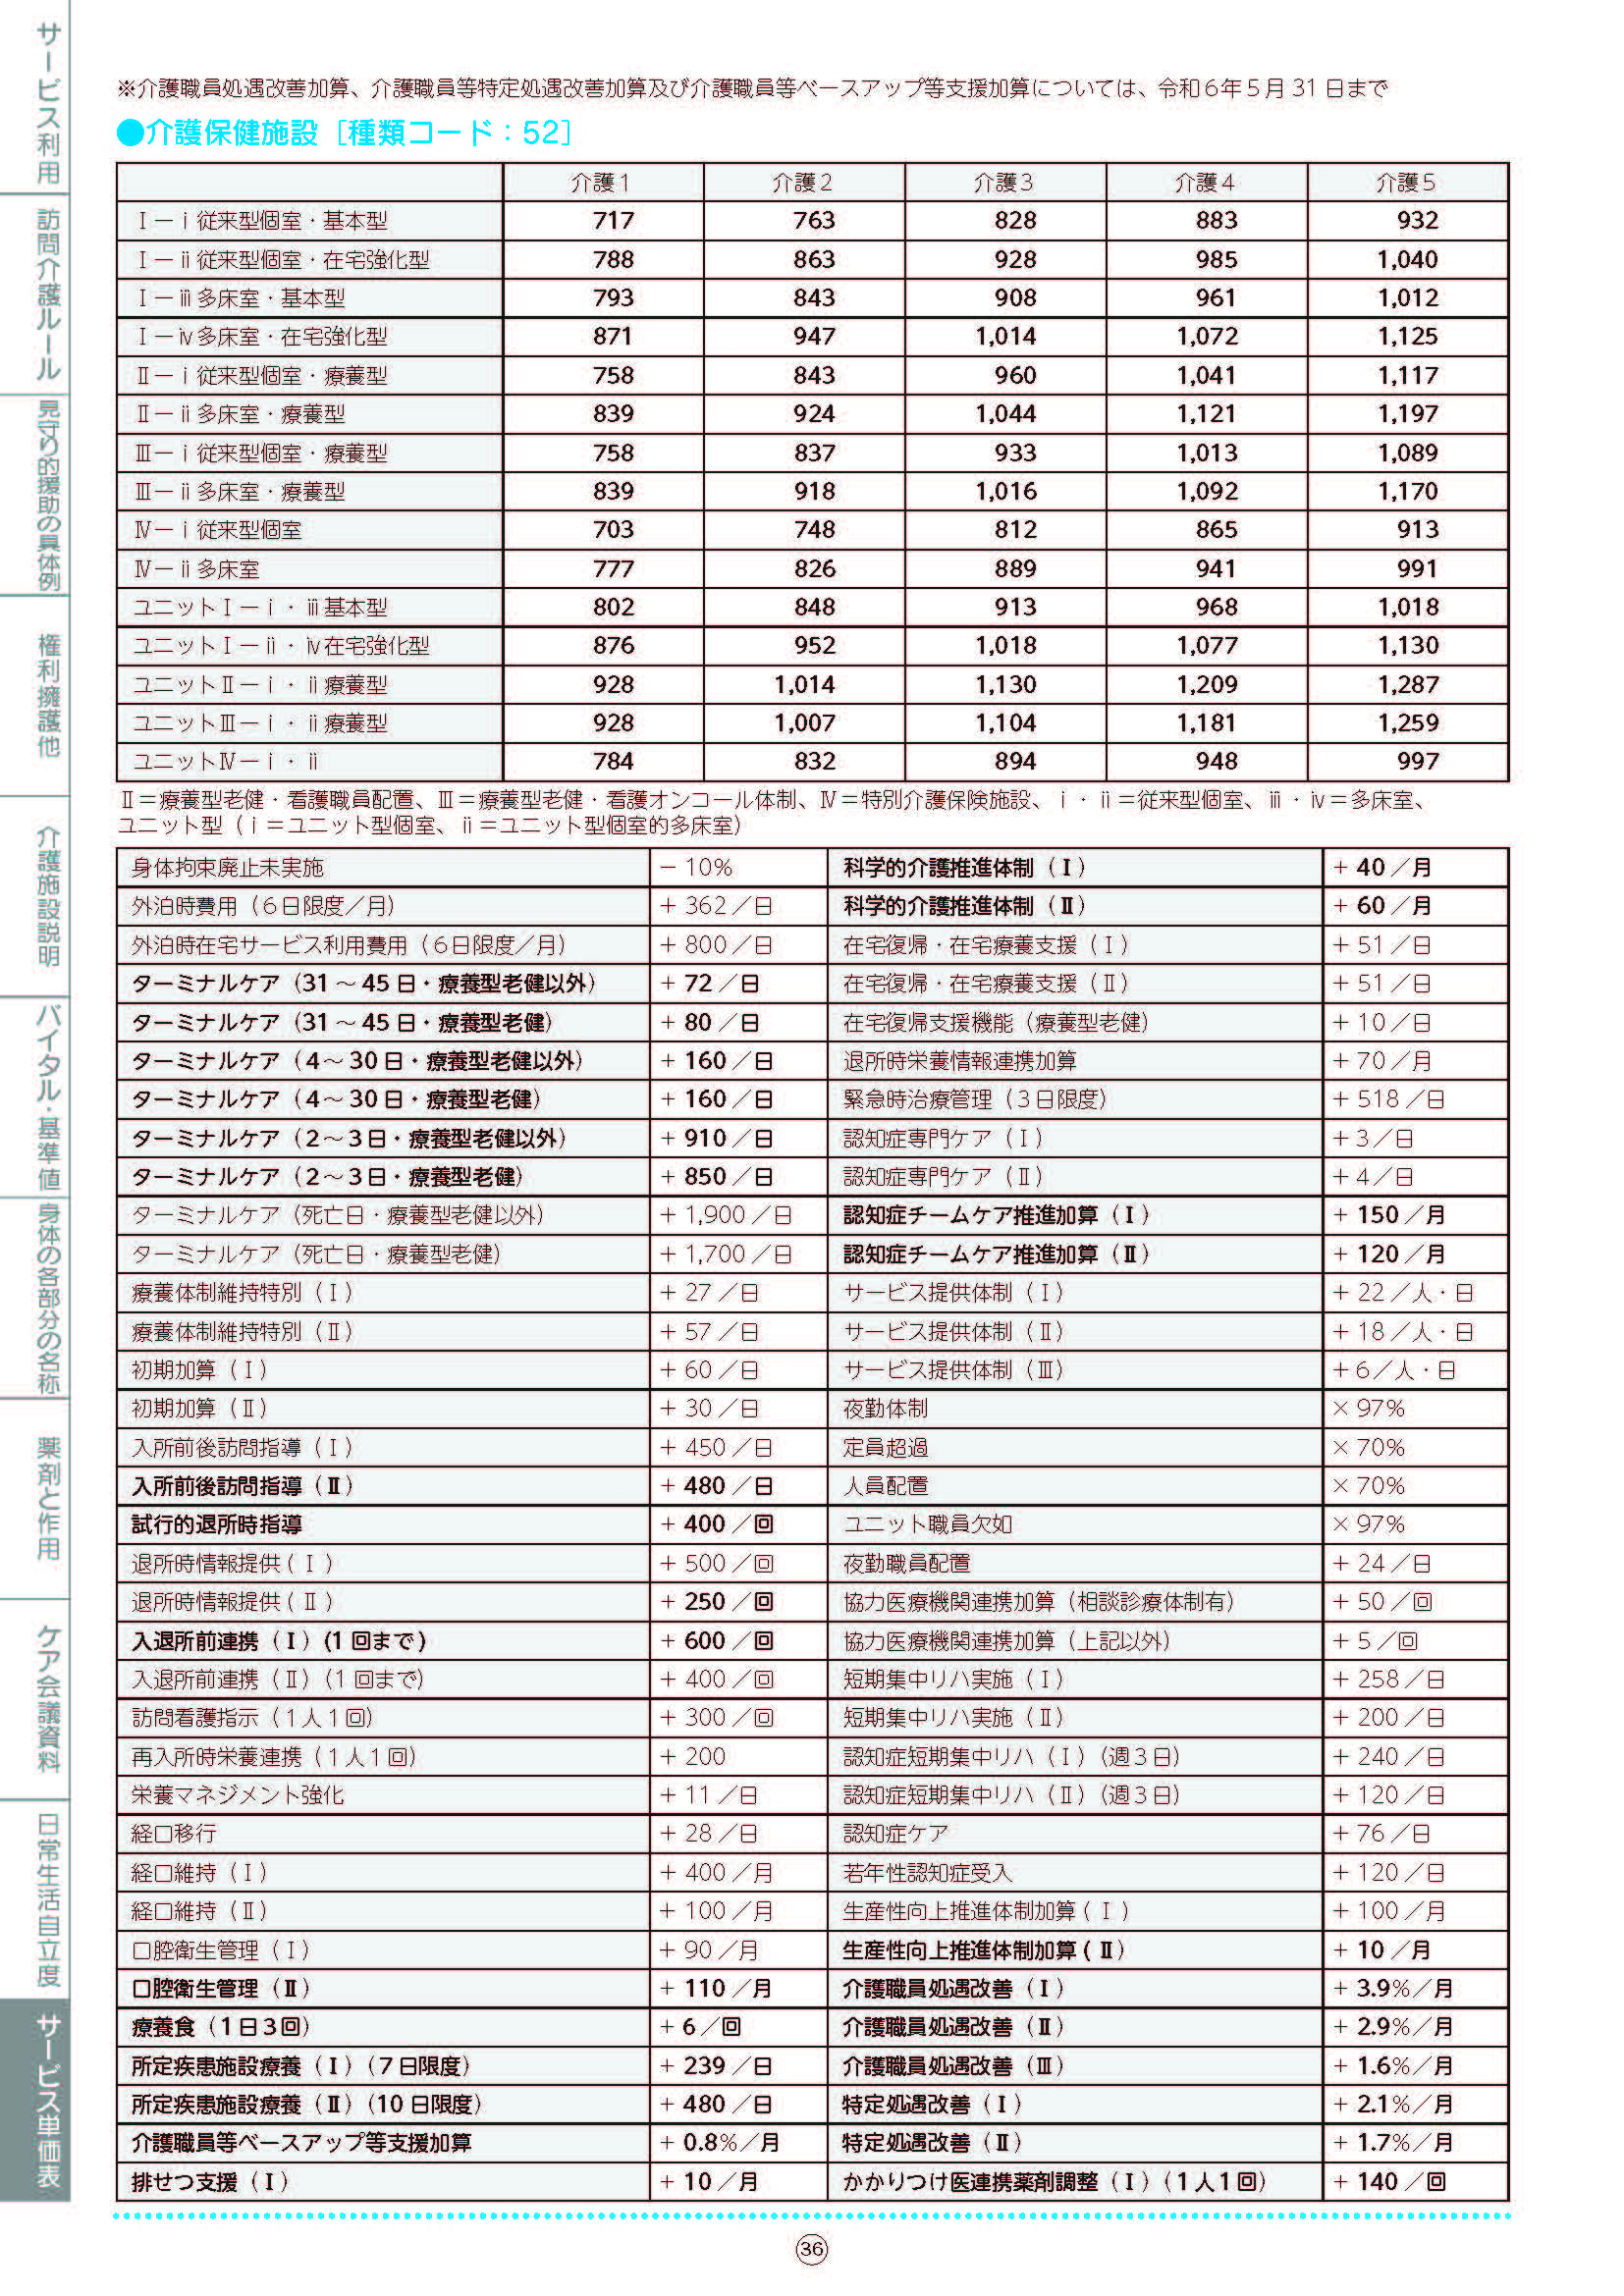 サービス利用
訪問介護ルール
見守り的援助の具体例
権利擁護他
介護施設説明
バイタル・基準値
身体の各部分の名称
薬剤と作用
ケア会議資料
日常生活自立度
サービス単価表
※介護職員処遇改善加算、介護職員等特定処遇改善加算及び介護職員等ベースアップ等支援加算については、令和６年５月 31 日まで
●介護保健施設［種類コード：52］
介護１ 介護２ 介護３ 介護４ 介護５
Ⅰ－ⅰ従来型個室・基本型 717 763 828 883 932
Ⅰ－ⅱ従来型個室・在宅強化型 788 863 928 985 1,040
Ⅰ－ⅲ多床室・基本型 793 843 908 961 1,012
Ⅰ－ⅳ多床室・在宅強化型 871 947 1,014 1,072 1,125
Ⅱ－ⅰ従来型個室・療養型 758 843 960 1,041 1,117
Ⅱ－ⅱ多床室・療養型 839 924 1,044 1,121 1,197
Ⅲ－ⅰ従来型個室・療養型 758 837 933 1,013 1,089
Ⅲ－ⅱ多床室・療養型 839 918 1,016 1,092 1,170
Ⅳ－ⅰ従来型個室 703 748 812 865 913
Ⅳ－ⅱ多床室 777 826 889 941 991
ユニットⅠ－ⅰ・ⅲ基本型 802 848 913 968 1,018
ユニットⅠ－ⅱ・ⅳ在宅強化型 876 952 1,018 1,077 1,130
ユニットⅡ－ⅰ・ⅱ療養型 928 1,014 1,130 1,209 1,287
ユニットⅢ－ⅰ・ⅱ療養型 928 1,007 1,104 1,181 1,259
ユニットⅣ－ⅰ・ⅱ 784 832 894 948 997
Ⅱ＝療養型老健・看護職員配置、Ⅲ＝療養型老健・看護オンコール体制、Ⅳ＝特別介護保険施設、ⅰ・ⅱ＝従来型個室、ⅲ・ⅳ＝多床室、
ユニット型（ⅰ＝ユニット型個室、ⅱ＝ユニット型個室的多床室）
身体拘束廃止未実施 － 10％ 科学的介護推進体制（Ⅰ） ＋ 40 ／月
外泊時費用（６日限度／月） ＋ 362 ／日 科学的介護推進体制（Ⅱ） ＋ 60 ／月
外泊時在宅サービス利用費用（６日限度／月） ＋ 800 ／日 在宅復帰・在宅療養支援（Ⅰ） ＋ 51 ／日
ターミナルケア（31 ～ 45 日・療養型老健以外） ＋ 72 ／日 在宅復帰・在宅療養支援（Ⅱ） ＋ 51 ／日
ターミナルケア（31 ～ 45 日・療養型老健） ＋ 80 ／日 在宅復帰支援機能（療養型老健） ＋ 10 ／日
ターミナルケア（４～ 30 日・療養型老健以外） ＋ 160 ／日 退所時栄養情報連携加算 ＋ 70 ／月
ターミナルケア（４～ 30 日・療養型老健） ＋ 160 ／日 緊急時治療管理（３日限度） ＋ 518 ／日
ターミナルケア（２～３日・療養型老健以外） ＋ 910 ／日 認知症専門ケア（Ⅰ） ＋３／日
ターミナルケア（２～３日・療養型老健） ＋ 850 ／日 認知症専門ケア（Ⅱ） ＋４／日
ターミナルケア（死亡日・療養型老健以外） ＋ 1,900 ／日 認知症チームケア推進加算（Ⅰ） ＋ 150 ／月
ターミナルケア（死亡日・療養型老健） ＋ 1,700 ／日 認知症チームケア推進加算（Ⅱ） ＋ 120 ／月
療養体制維持特別（Ⅰ） ＋ 27 ／日 サービス提供体制（Ⅰ） ＋ 22 ／人・日
療養体制維持特別（Ⅱ） ＋ 57 ／日 サービス提供体制（Ⅱ） ＋ 18 ／人・日
初期加算（Ⅰ） ＋ 60 ／日 サービス提供体制（Ⅲ） ＋６／人・日
初期加算（Ⅱ） ＋ 30 ／日 夜勤体制 × 97％
入所前後訪問指導（Ⅰ） ＋ 450 ／日 定員超過 × 70％
入所前後訪問指導（Ⅱ） ＋ 480 ／日 人員配置 × 70％
試行的退所時指導 ＋ 400 ／回 ユニット職員欠如 × 97％
退所時情報提供(Ⅰ) ＋ 500 ／回 夜勤職員配置 ＋ 24 ／日
退所時情報提供(Ⅱ) ＋ 250 ／回 協力医療機関連携加算（相談診療体制有） ＋ 50 ／回
入退所前連携（Ⅰ）(1 回まで) ＋ 600 ／回 協力医療機関連携加算（上記以外） ＋ 5 ／回
入退所前連携（Ⅱ）(1 回まで) ＋ 400 ／回 短期集中リハ実施（Ⅰ） ＋ 258 ／日
訪問看護指示（１人１回） ＋ 300 ／回 短期集中リハ実施（Ⅱ） ＋ 200 ／日
再入所時栄養連携（１人１回） ＋ 200 認知症短期集中リハ（Ⅰ）（週３日） ＋ 240 ／日
栄養マネジメント強化 ＋ 11 ／日 認知症短期集中リハ（Ⅱ）（週３日） ＋ 120 ／日
経口移行 ＋ 28 ／日 認知症ケア ＋ 76 ／日
経口維持（Ⅰ） ＋ 400 ／月 若年性認知症受入 ＋ 120 ／日
経口維持（Ⅱ） ＋ 100 ／月 生産性向上推進体制加算(Ⅰ) ＋ 100 ／月
口腔衛生管理（Ⅰ） ＋ 90 ／月 生産性向上推進体制加算(Ⅱ) ＋ 10 ／月
口腔衛生管理（Ⅱ） ＋ 110 ／月 介護職員処遇改善（Ⅰ） ＋ 3.9％／月
療養食（１日３回） ＋ 6 ／回 介護職員処遇改善（Ⅱ） ＋ 2.9％／月
所定疾患施設療養（Ⅰ）（７日限度） ＋ 239 ／日 介護職員処遇改善（Ⅲ） ＋ 1.6％／月
所定疾患施設療養（Ⅱ）（10 日限度） ＋ 480 ／日 特定処遇改善（Ⅰ） ＋ 2.1％／月
介護職員等ベースアップ等支援加算 ＋ 0.8％／月 特定処遇改善（Ⅱ） ＋ 1.7％／月
排せつ支援（Ⅰ） ＋ 10 ／月 かかりつけ医連携薬剤調整（Ⅰ）（１人１回） ＋ 140 ／回
36